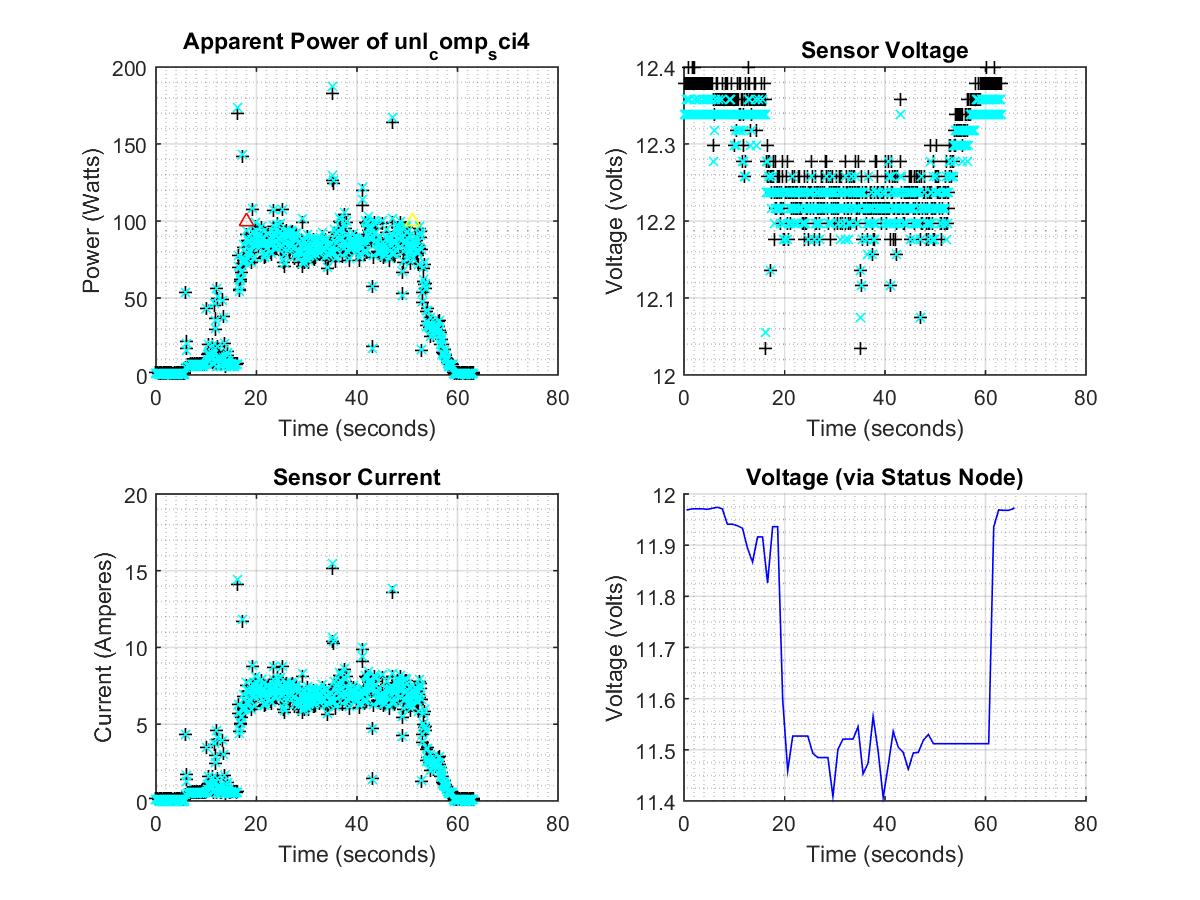 Apparent Power of unl_comp_sci4
Power (Watts)
200
150
100
50
0
0 20 40 60 80
Time (seconds)
Sensor Voltage
Voltage (volts)
12.4
12.3
12.2
12.1
12
0 20 40 60 80
Time (seconds)
Sensor Current
Current (Amperes)
20
15
10
5
0
0 20 40 60 80
Time (seconds)
Voltage (via Status Node)
Voltage (volts)
12
11.9
11.8
11.7
11.6
11.5
11.4
0 20 40 60 80
Time (seconds)